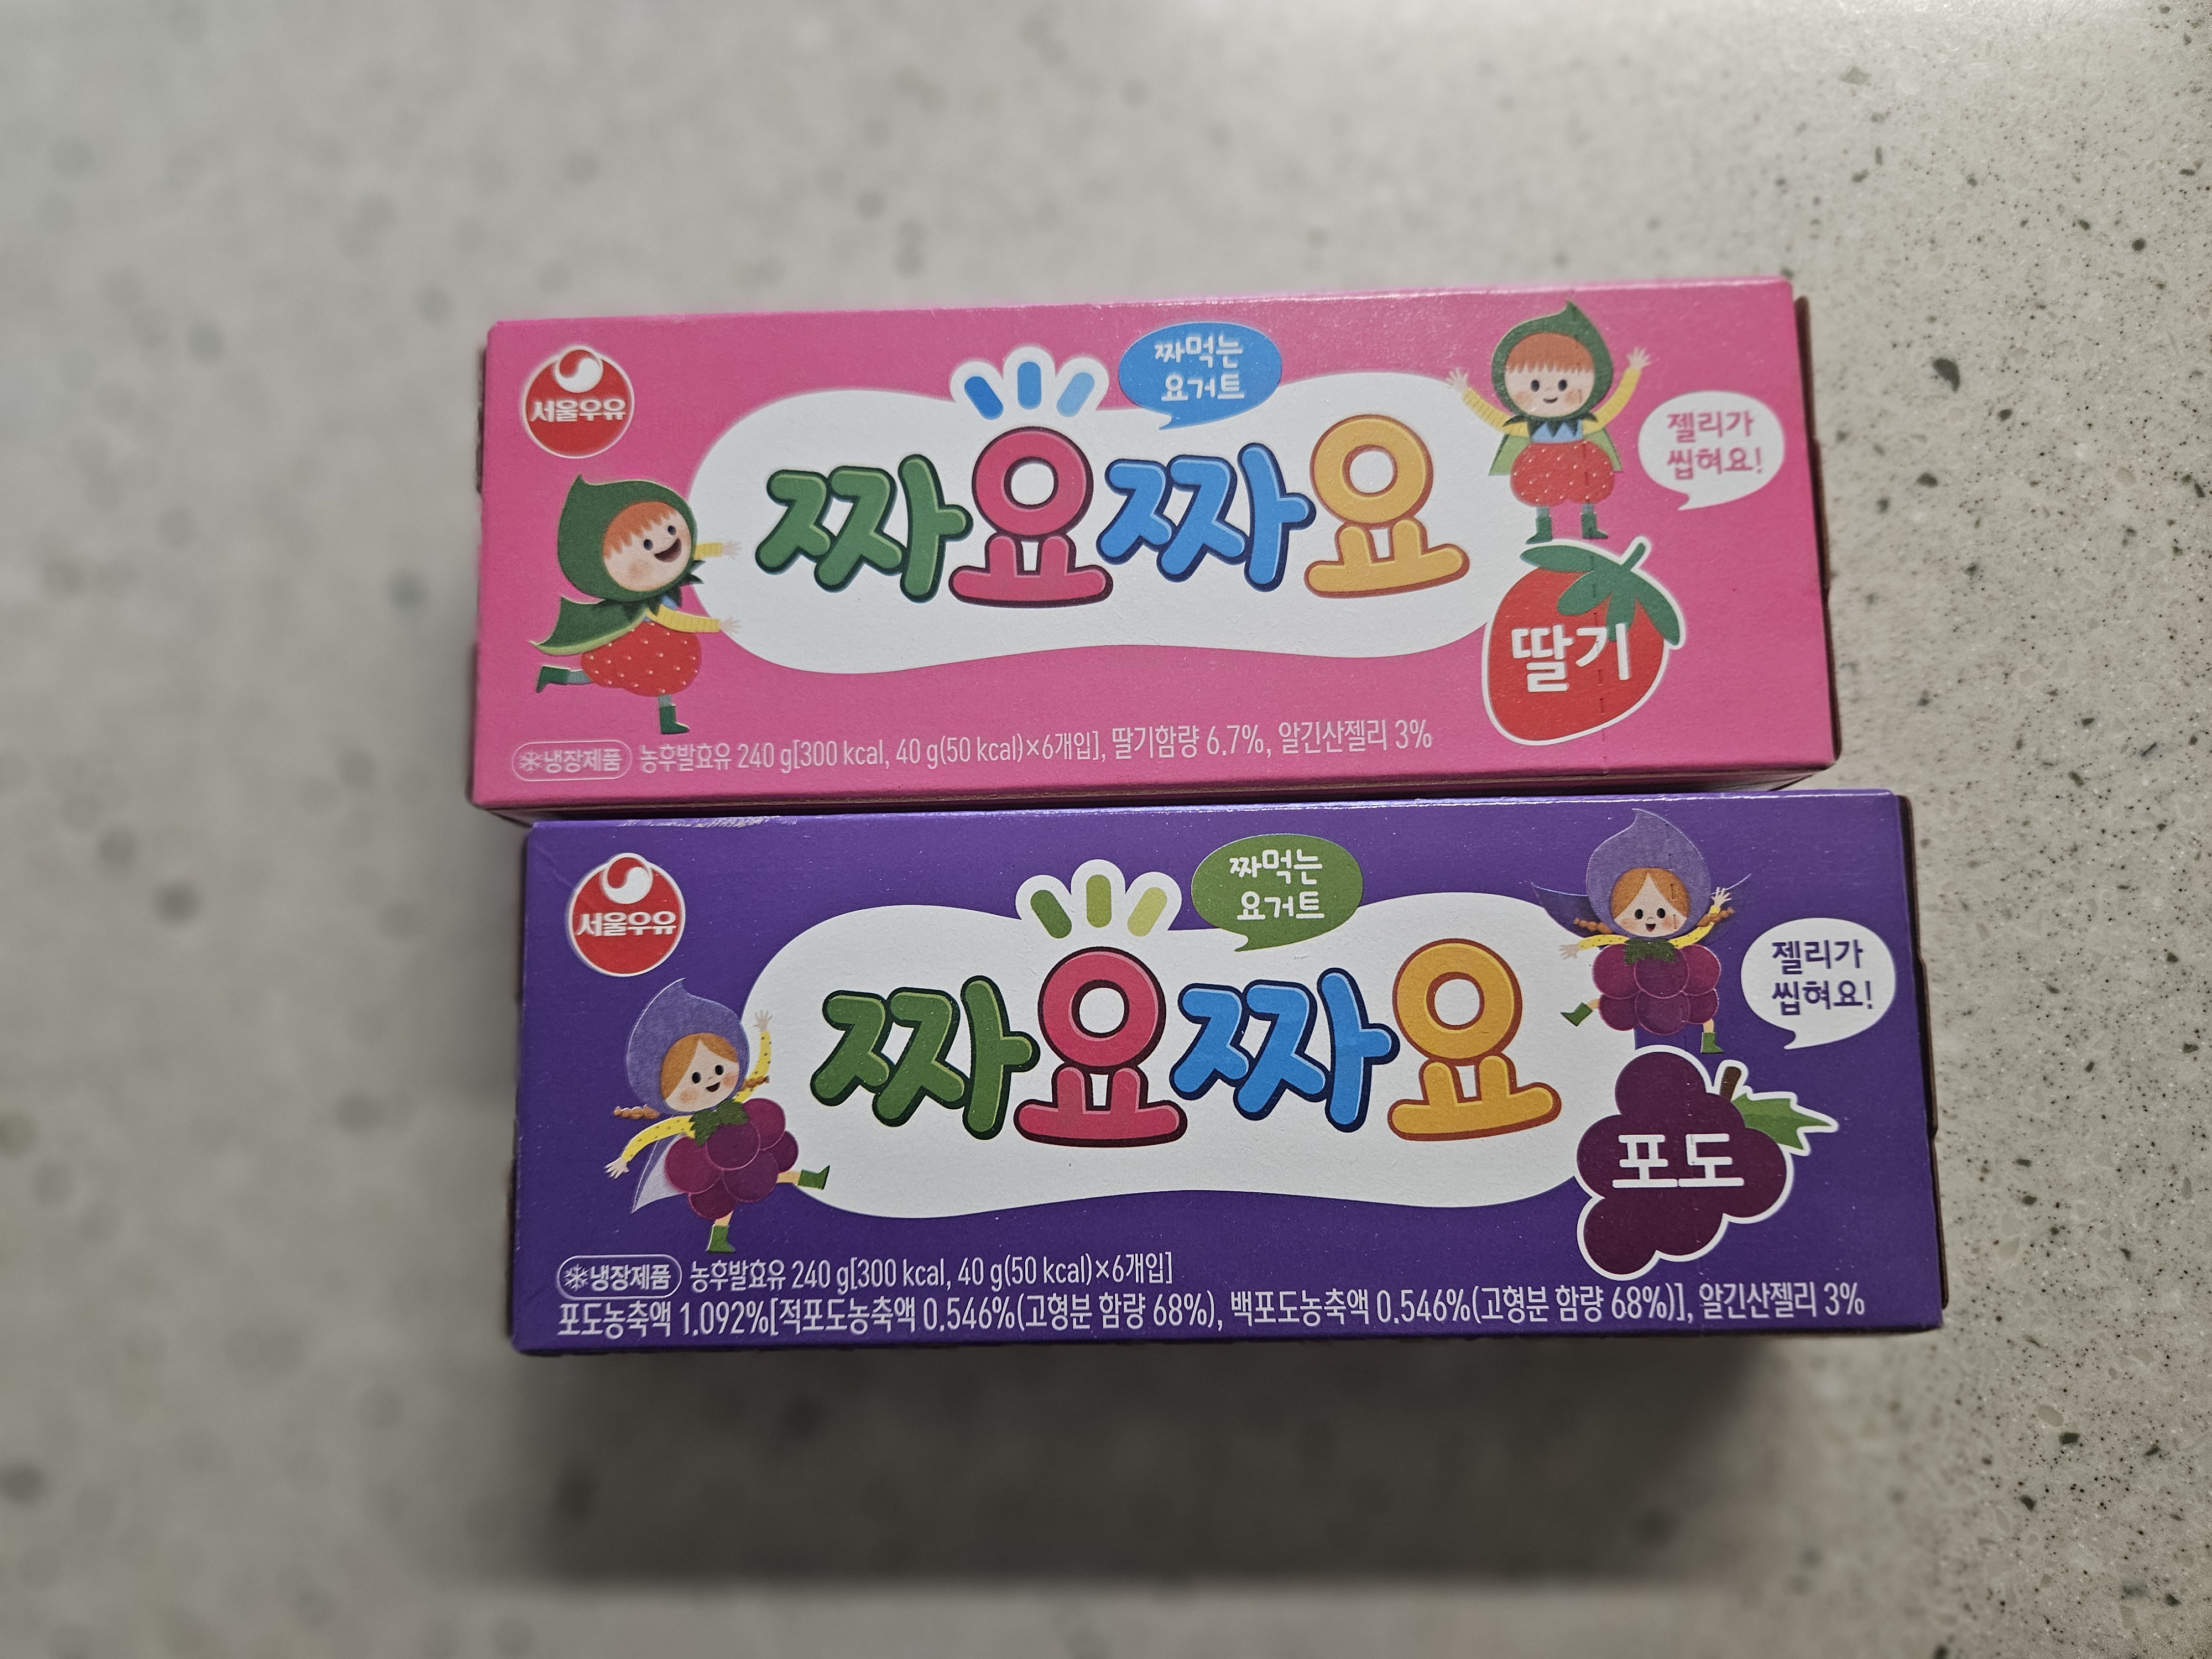 서울우유
짜먹는
요거트
짜요짜요
젤리가
씹혀요!
딸기
냉장제품 농후발효유 240 g[300 kcal, 40 g(50 kcal)×6개입], 딸기함량 6.7%, 알긴산젤리 3%
서울우유
짜먹는
요거트
짜요짜요
젤리가
씹혀요!
포도
냉장제품 농후발효유 240 g[300 kcal, 40 g(50 kcal)×6개입]
포도농축액 1.092%[적포도농축액 0.546%(고형분 함량 68%), 백포도농축액 0.546%(고형분 함량 68%)], 알긴산젤리 3%